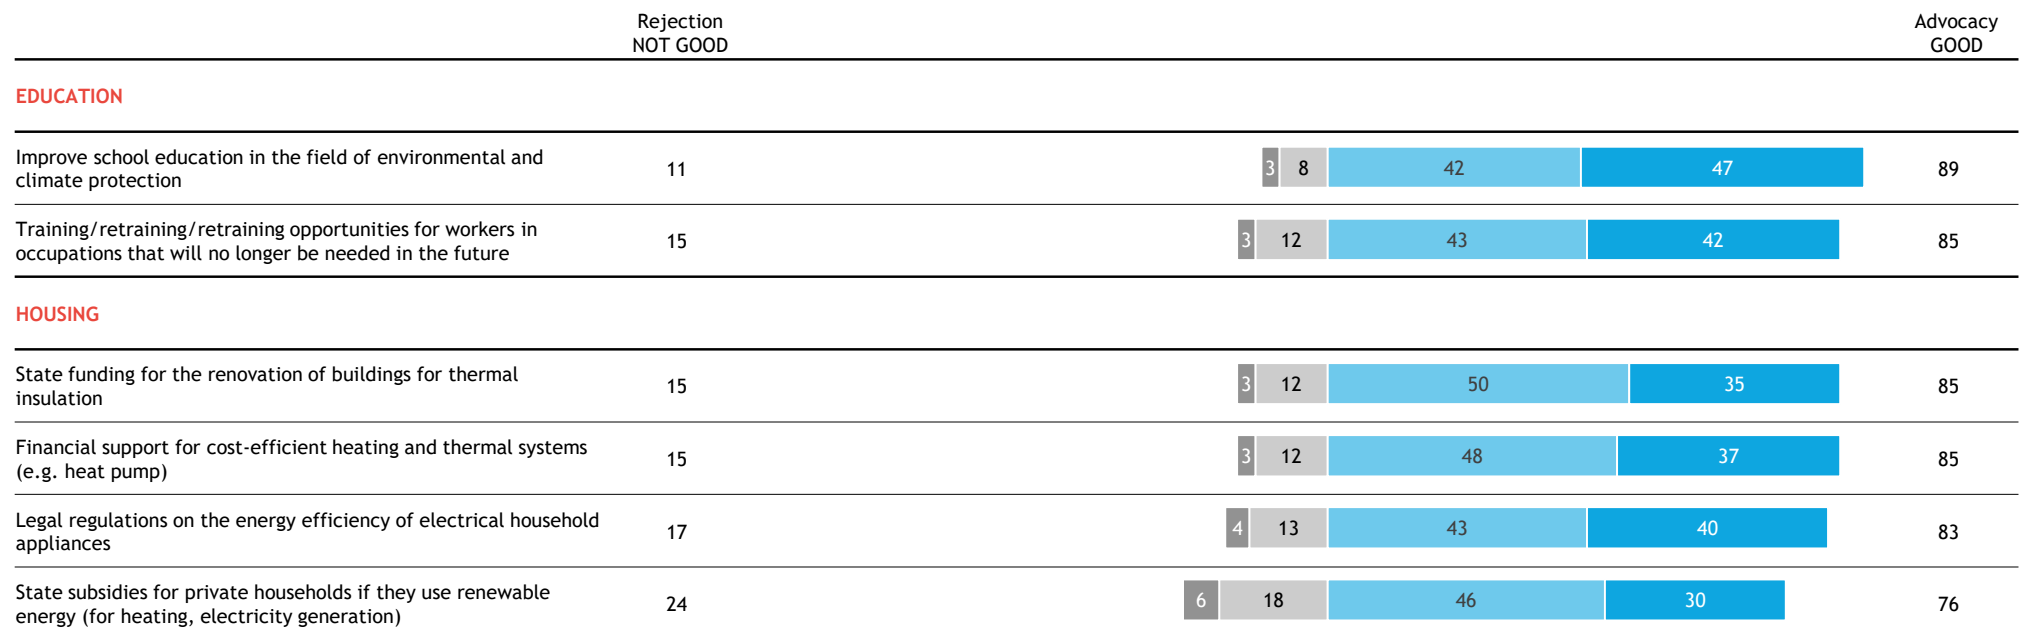 Rejection
NOT GOOD
Advocacy
GOOD
EDUCATION
Improve school education in the field of environmental and
climate protection
11
3 8 42 47
89
Training/retraining/retraining opportunities for workers in
occupations that will no longer be needed in the future
15
3 12 43 42
85
HOUSING
State funding for the renovation of buildings for thermal
insulation
15
3 12 50 35
85
Financial support for cost-efficient heating and thermal systems
(e.g. heat pump)
15
3 12 48 37
85
Legal regulations on the energy efficiency of electrical household
appliances
17
4 13 43 40
83
State subsidies for private households if they use renewable
energy (for heating, electricity generation)
24
6 18 46 30
76